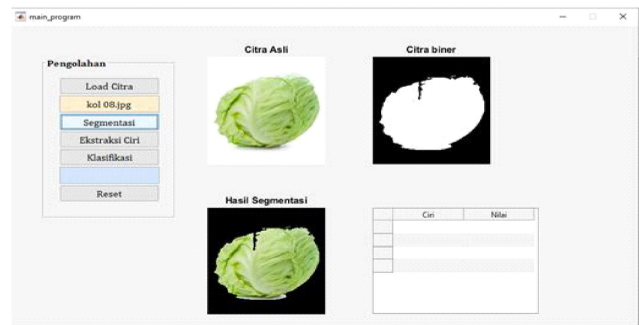 main_program
Pengolahan
Load Citra
kol 08.jpg
Segmentasi
Ekstraksi Ciri
Klasifikasi
Reset
Citra Asli
Citra biner
Hasil Segmentasi
Ciri Nilai